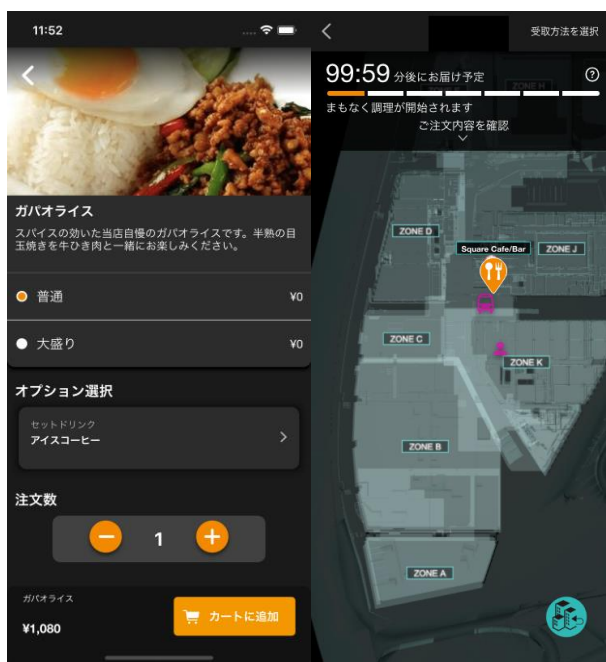 11:52
ガパオライス
スパイスの効いた当店自慢のガパオライスです。半熟の目
玉焼きを牛ひき肉と一緒にお楽しみください。
普通
¥0
大盛り
¥0
オプション選択
セットドリンク
アイスコーヒー
注文数
1
ガパオライス
¥1,080
カートに追加
受取方法を選択
99:59 分後にお届け予定
?
まもなく調理が開始されます
ご注文内容を確認
ZONE H
ZONE D
Square Cafe/Bar
ZONE J
ZONE C
ZONE K
ZONE B
ZONE A